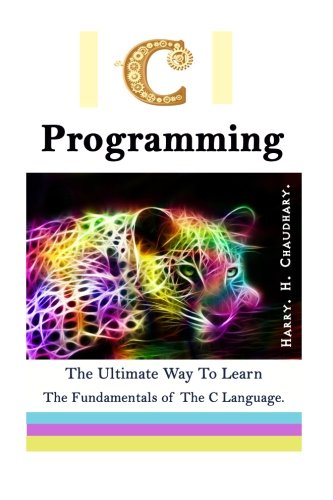 C
Programming
Harry. H. Chaudhary.
The Ultimate Way To Learn
The Fundamentals of The C Language.